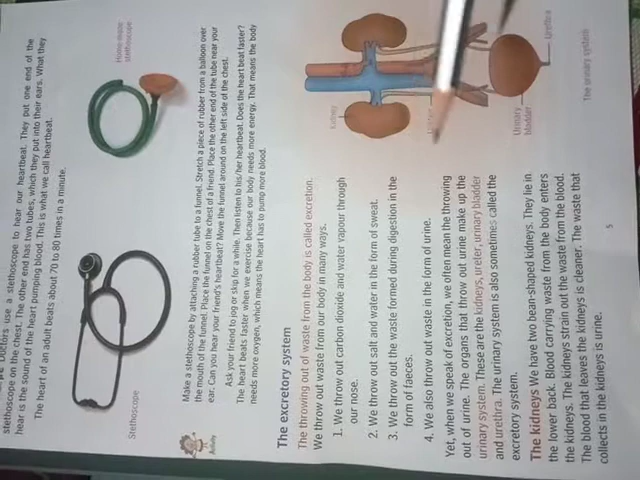 Doctors use a stethoscope to hear our heartbeat. They put one end of the
stethoscope on the chest. The other end has two tubes, which they put into their ears. What they
hear is the sound of the heart pumping blood. This is what we call heartbeat.
The heart of an adult beats about 70 to 80 times in a minute.
Stethoscope
Home-made
stethoscope
Activity
Make a stethoscope by attaching a rubber tube to a funnel. Stretch a piece of rubber from a balloon over
the mouth of the funnel. Place the funnel on the chest of a friend. Place the other end of the tube near your
ear. Can you hear your friend's heartbeat? Move the funnel around on the left side of the chest.
Ask your friend to jog or skip for a while. Then listen to his/her heartbeat. Does the heart beat faster?
The heart beats faster when we exercise because our body needs more energy. That means the body
needs more oxygen, which means the heart has to pump more blood.
The excretory system
The throwing out of waste from the body is called excretion.
We throw out waste from our body in many ways.
1. We throw out carbon dioxide and water vapour through
our nose.
2. We throw out salt and water in the form of sweat.
3. We throw out the waste formed during digestion in the
form of faeces.
4. We also throw out waste in the form of urine.
Yet, when we speak of excretion, we often mean the throwing
out of urine. The organs that throw out urine make up the
urinary system. These are the kidneys, ureter, urinary bladder
and urethra. The urinary system is also sometimes called the
excretory system.
Kidney
Urinary
bladder
Urethra
The urinary system
The kidneys We have two bean-shaped kidneys. They lie in
the lower back. Blood carrying waste from the body enters
the kidneys. The kidneys strain out the waste from the blood.
The blood that leaves the kidneys is cleaner. The waste that
collects in the kidneys is urine.
5